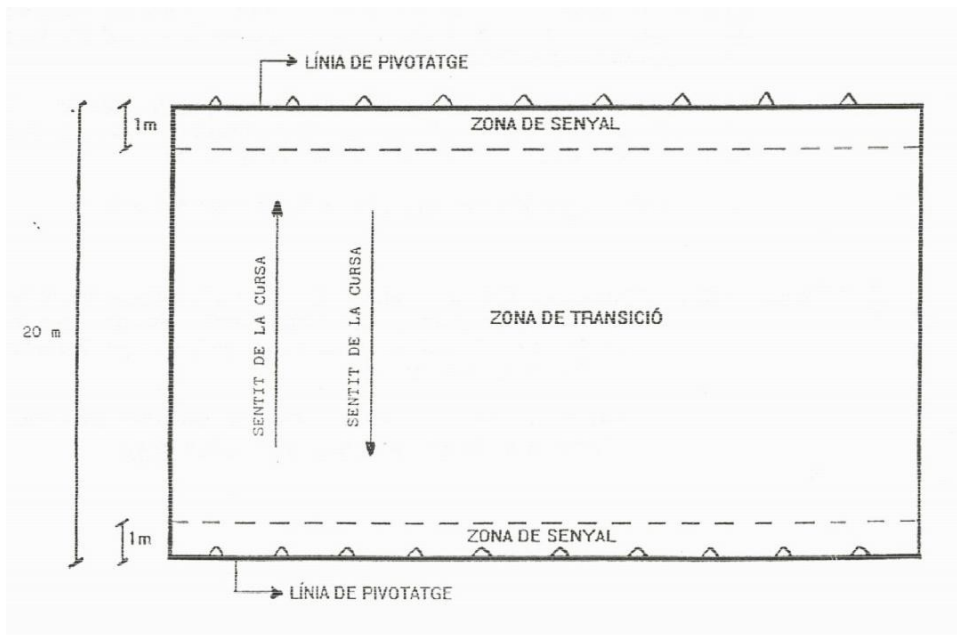 LÍNIA DE PIVOTATGE
1m
ZONA DE SENYAL
20 m
SENTIT DE LA CURSA
SENTIT DE LA CURSA
ZONA DE TRANSICIÓ
1m
ZONA DE SENYAL
LÍNIA DE PIVOTATGE